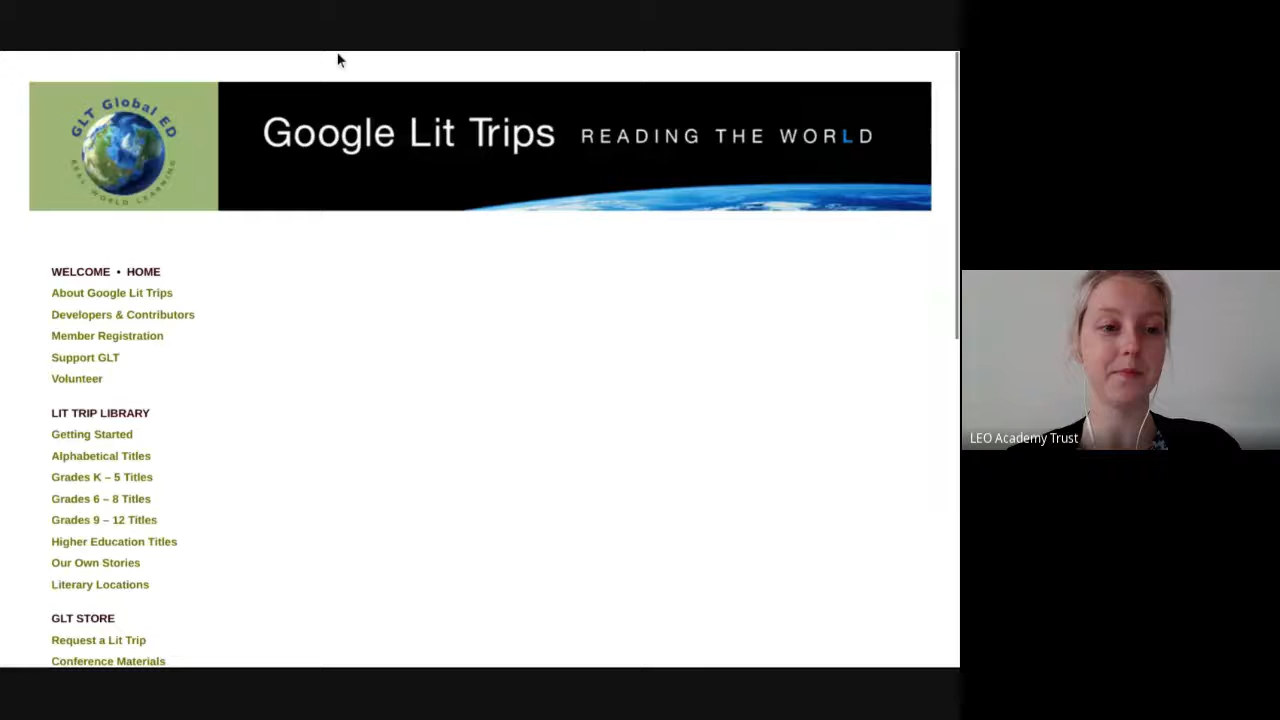 GLT Global ED
REAL WORLD LEARNING
Google Lit Trips READING THE WORLD
WELCOME • HOME
About Google Lit Trips
Developers & Contributors
Member Registration
Support GLT
Volunteer
LIT TRIP LIBRARY
Getting Started
Alphabetical Titles
Grades K – 5 Titles
Grades 6 – 8 Titles
Grades 9 – 12 Titles
Higher Education Titles
Our Own Stories
Literary Locations
GLT STORE
Request a Lit Trip
Conference Materials
LEO Academy Trust